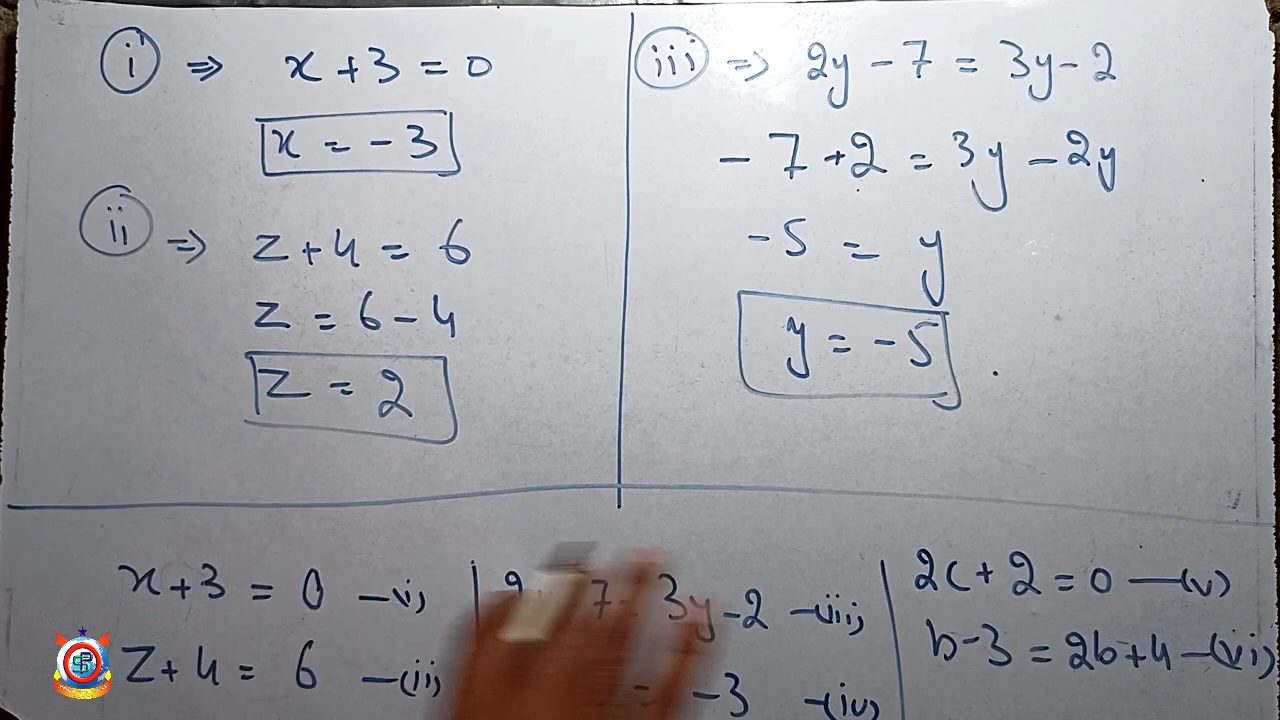 i ⇒ x + 3 = 0
x = - 3
ii ⇒ z + 4 = 6
z = 6 - 4
z = 2
iii ⇒ 2y - 7 = 3y - 2
- 7 + 2 = 3y - 2y
- 5 = y
y = - 5
x + 3 = 0 —(i)
z + 4 = 6 —(ii)
7 = 3y - 2 —(iii)
= - 3 —(iv)
2c + 2 = 0 —(v)
b - 3 = 2b + 4 —(vi)